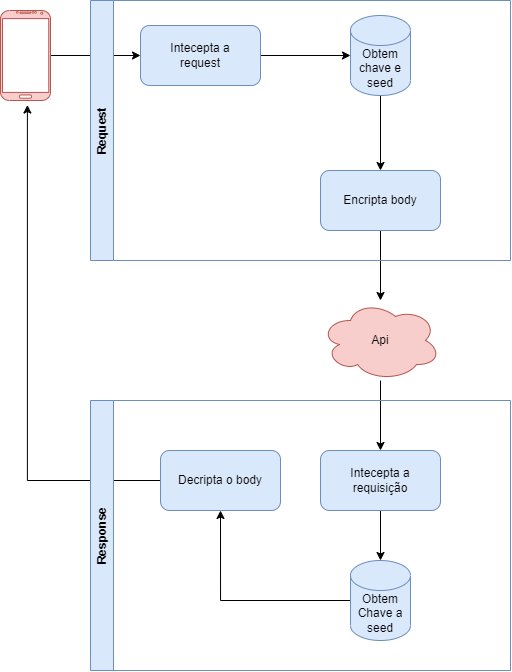 Intecepta a
request
Obtem
chave e
seed
Request
Encripta body
Api
Decripta o body
Intecepta a
requisição
Response
Obtem
Chave a
seed